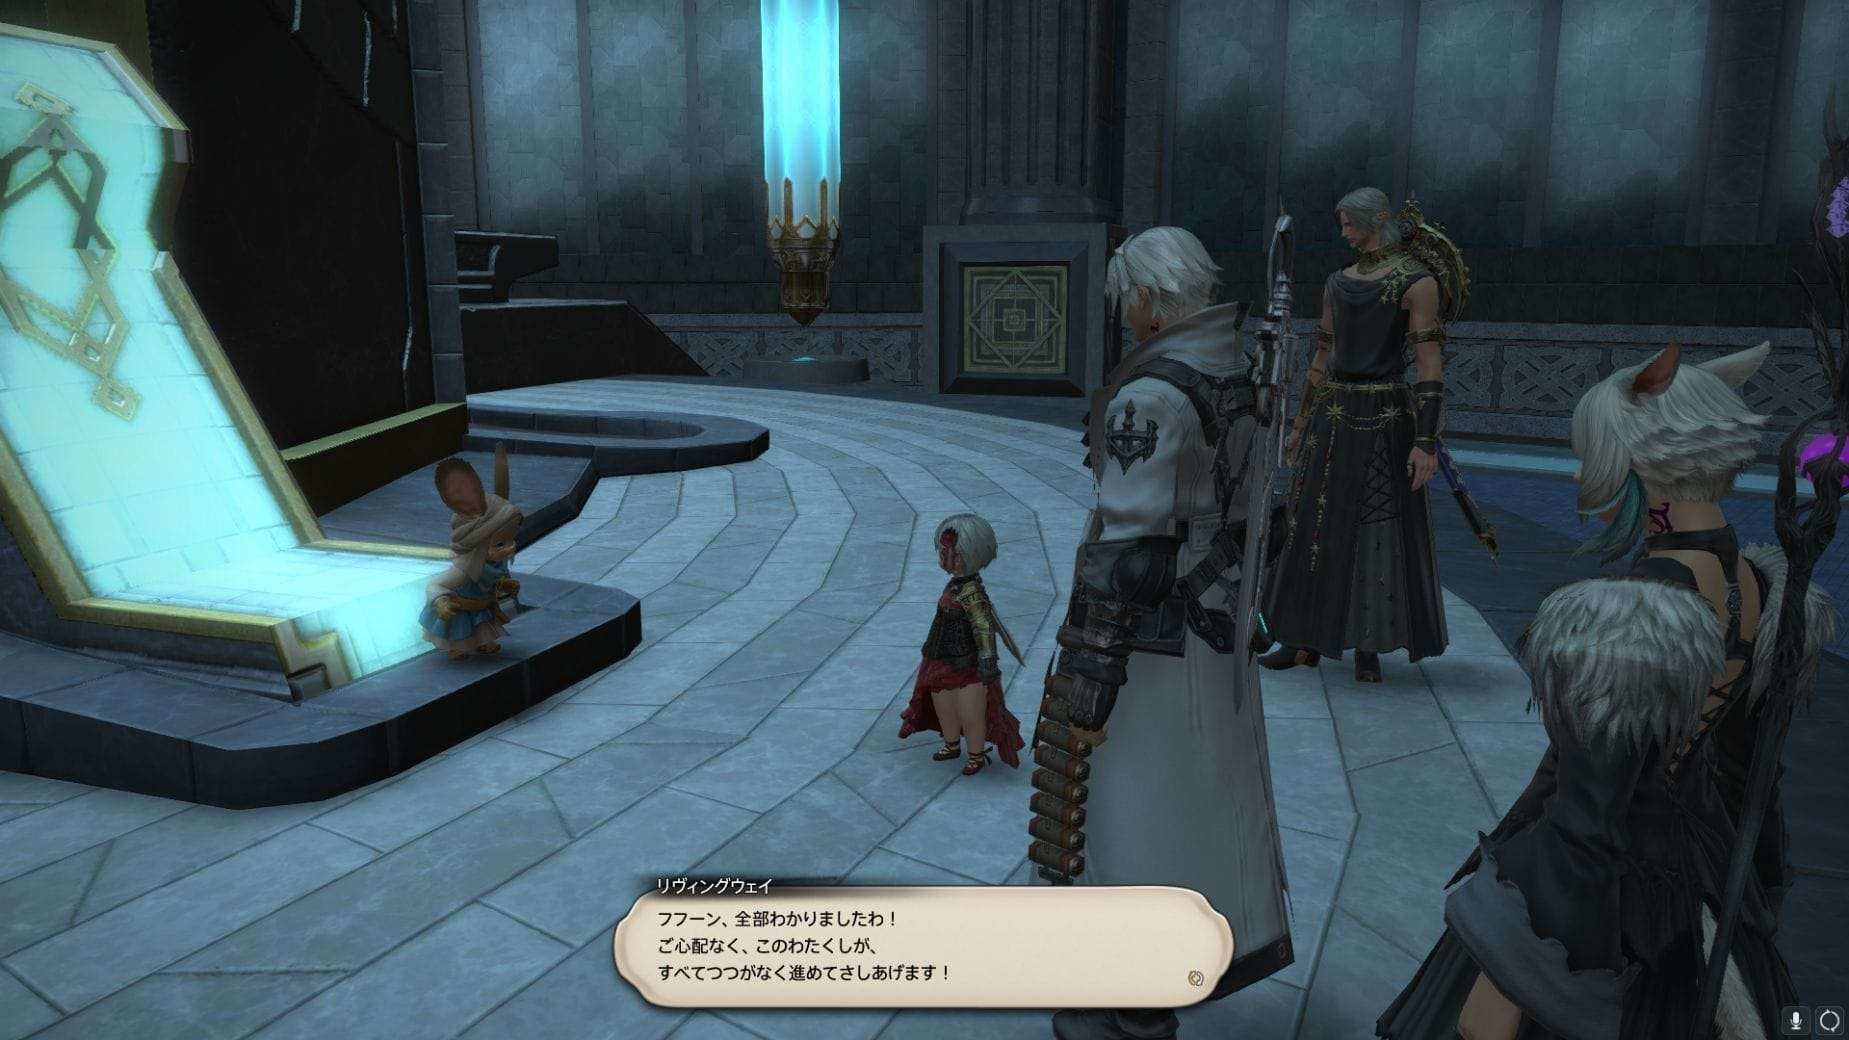 リヴィングウェイ
フフーン、全部わかりましたわ！
ご心配なく、このわたくしが、
すべてつつがなく進めてさしあげます！